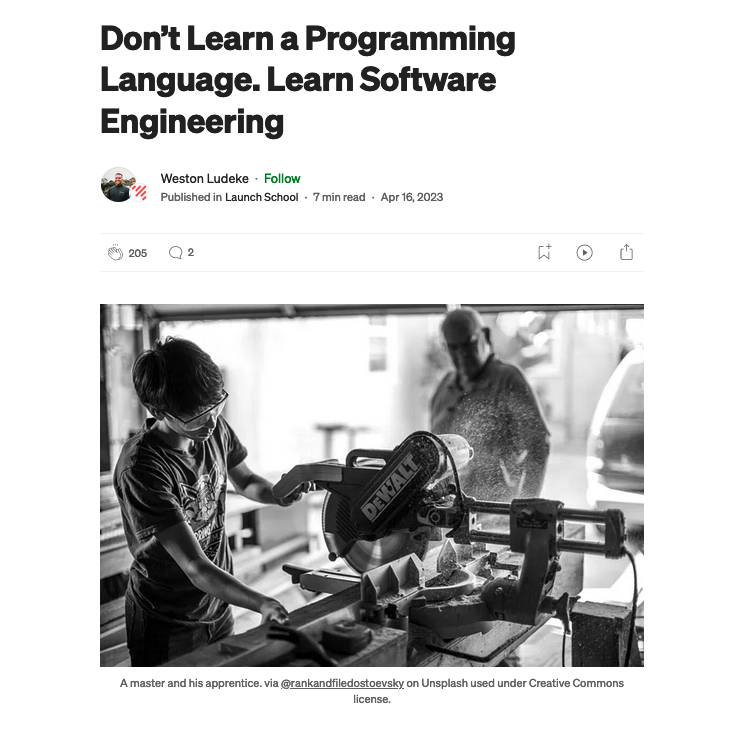 Don’t Learn a Programming
Language. Learn Software
Engineering
Weston Ludeke · Follow
Published in Launch School · 7 min read · Apr 16, 2023
205 2
DEWALT
A master and his apprentice. via @rankandfiledostoevsky on Unsplash used under Creative Commons
license.